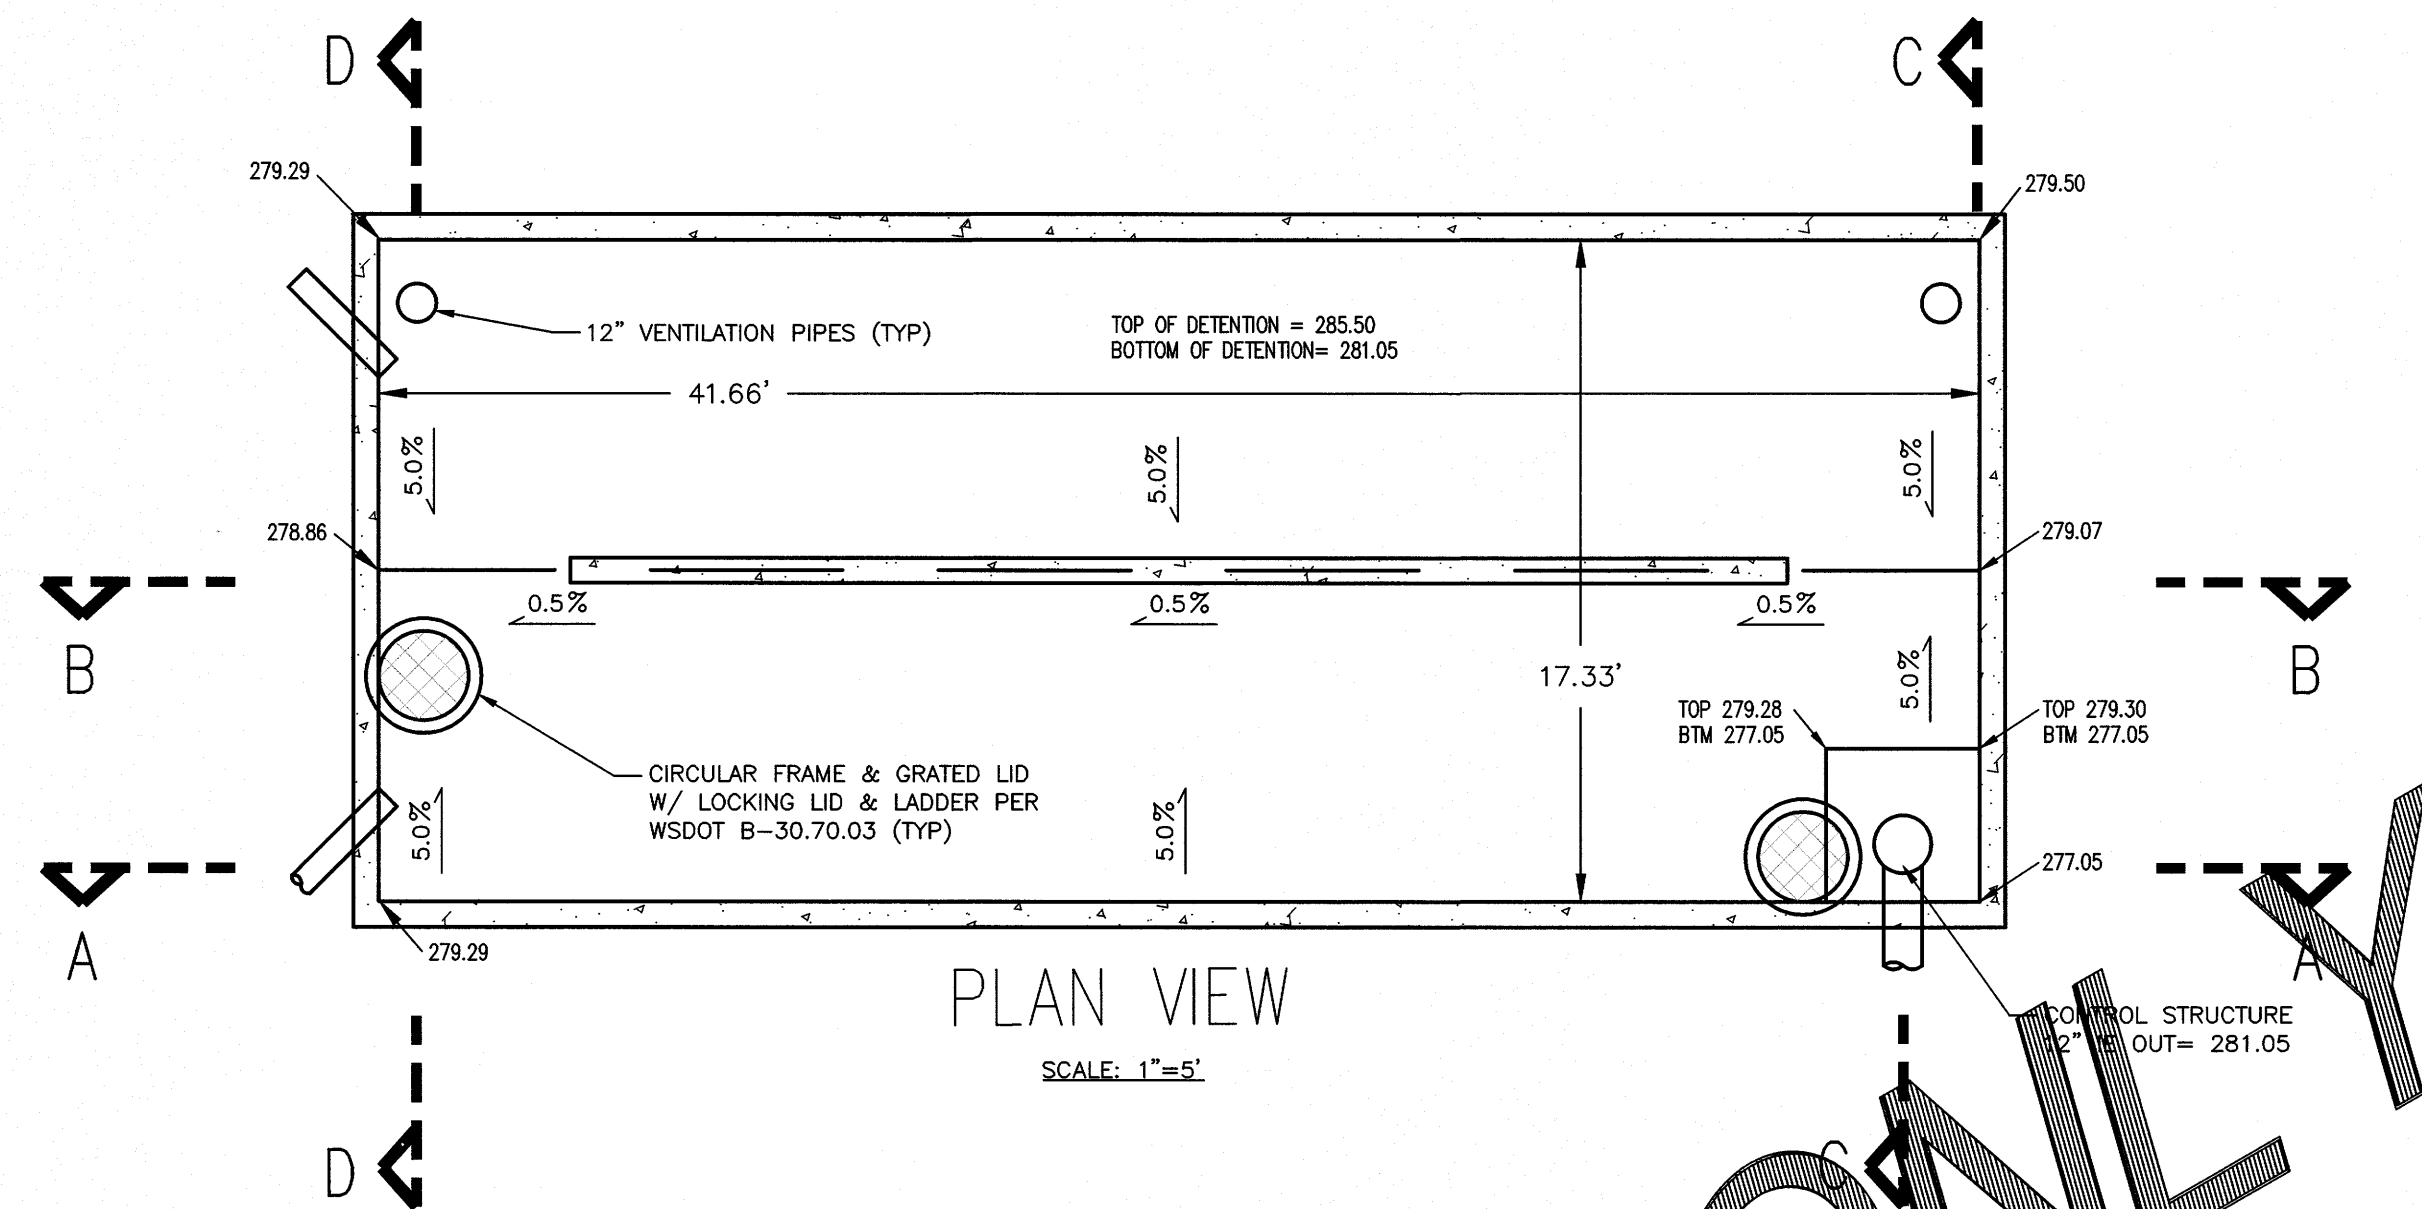 D
C
279.29
279.50
12" VENTILATION PIPES (TYP)
TOP OF DETENTION = 285.50
BOTTOM OF DETENTION= 281.05
41.66'
5.0%
5.0%
5.0%
278.86
279.07
0.5%
0.5%
0.5%
B
B
17.33'
5.0%
TOP 279.28
BTM 277.05
TOP 279.30
BTM 277.05
CIRCULAR FRAME & GRATED LID
W/ LOCKING LID & LADDER PER
WSDOT B-30.70.03 (TYP)
5.0%
5.0%
277.05
A
A
279.29
PLAN VIEW
SCALE: 1"=5'
CONTROL STRUCTURE
12" IE OUT= 281.05
D
C
ONLY